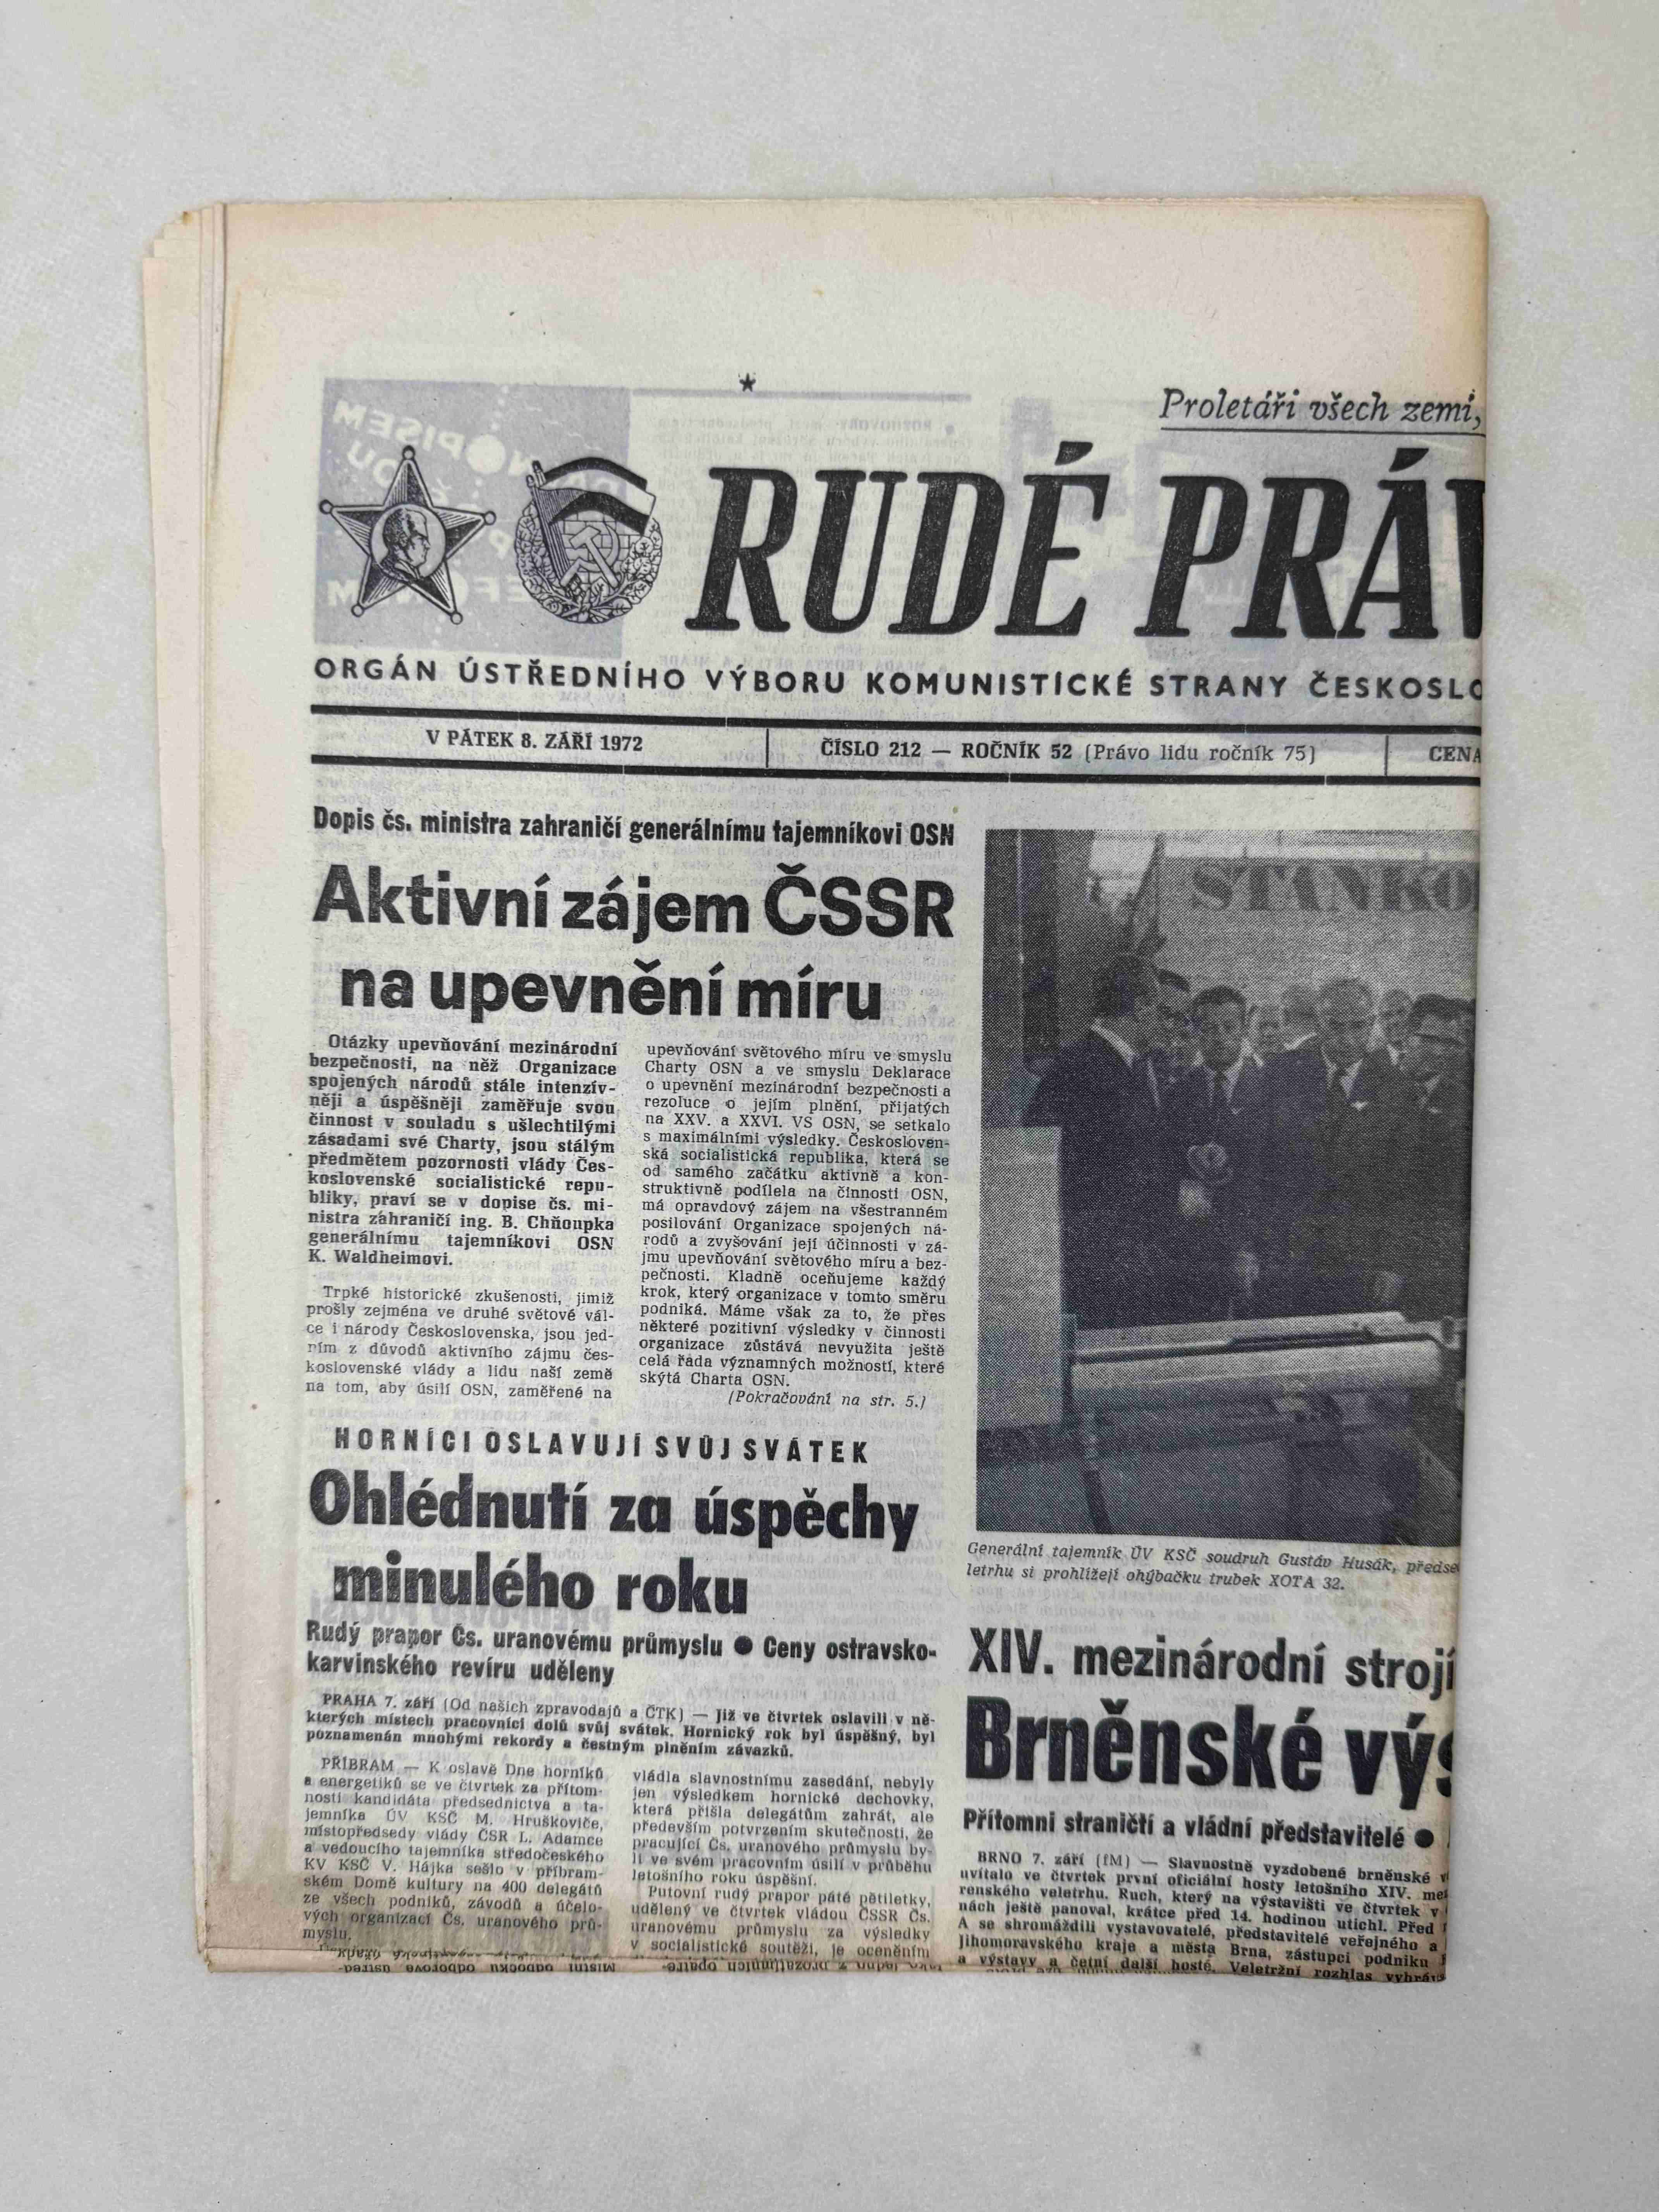 Proletáři všech zemí,
RUDÉ PRÁV
ORGÁN ÚSTŘEDNÍHO VÝBORU KOMUNISTICKÉ STRANY ČESKOSLO
V PÁTEK 8. ZÁŘÍ 1972
ČÍSLO 212 — ROČNÍK 52 (Právo lidu ročník 75)
CENA
Dopis čs. ministra zahraničí generálnímu tajemníkovi OSN
Aktivní zájem ČSSR
na upevnění míru
Otázky upevňování mezinárodní
bezpečnosti, na něž Organizace
spojených národů stále intenzív-
něji a úspěšněji zaměřuje svou
činnost v souladu s ušlechtilými
zásadami své Charty, jsou stálým
předmětem pozornosti vlády Čes-
koslovenské socialistické repu-
bliky, praví se v dopise čs. mi-
nistra zahraničí ing. B. Chňoupka
generálnímu tajemníkovi OSN
K. Waldheimovi.
Trpké historické zkušenosti, jimiž
prošly zejména ve druhé světové vál-
ce i národy Československa, jsou jed-
ním z důvodů aktivního zájmu čes-
koslovenské vlády a lidu naší země
na tom, aby úsilí OSN, zaměřené na
upevňování světového míru ve smyslu
Charty OSN a ve smyslu Deklarace
o upevnění mezinárodní bezpečnosti a
rezoluce o jejím plnění, přijatých
na XXV. a XXVI. VS OSN, se setkalo
s maximálními výsledky. Českosloven-
ská socialistická republika, která se
od samého začátku aktivně a kon-
struktivně podílela na činnosti OSN,
má opravdový zájem na všestranném
posilování Organizace spojených ná-
rodů a zvyšování její účinnosti v zá-
jmu upevňování světového míru a bez-
pečnosti. Kladně oceňujeme každý
krok, který organizace v tomto směru
podniká. Máme však za to, že přes
některé pozitivní výsledky v činnosti
organizace zůstává nevyužita ještě
celá řada významných možností, které
skýtá Charta OSN.
(Pokračování na str. 5.)
STANKO
Generální tajemník ÚV KSČ soudruh Gustáv Husák, předse
letrhu si prohlížejí ohýbačku trubek XOTA 32.
HORNÍCI OSLAVUJÍ SVŮJ SVÁTEK
Ohlédnutí za úspěchy
minulého roku
Rudý prapor Čs. uranovému průmyslu ● Ceny ostravsko-
karvinského revíru uděleny
PRAHA 7. září (Od našich zpravodajů a ČTK) — Již ve čtvrtek oslavili v ně-
kterých místech pracovníci dolů svůj svátek. Hornický rok byl úspěšný, byl
poznamenán mnohými rekordy a čestným plněním závazků.
PŘÍBRAM — K oslavě Dne horníků
a energetiků se ve čtvrtek za přítom-
nosti kandidáta předsednictva a ta-
jemníka ÚV KSČ M. Hruškoviče,
místopředsedy vlády ČSR L. Adamce
a vedoucího tajemníka středočeského
KV KSČ V. Hájka sešlo v příbram-
ském Domě kultury na 400 delegátů
ze všech podniků, závodů a účelo-
vých organizací Čs. uranového prů-
myslu.
vládla slavnostnímu zasedání, nebyly
jen výsledkem hornické dechovky,
která přišla delegátům zahrát, ale
především potvrzením skutečnosti, že
pracující Čs. uranového průmyslu by-
li ve svém pracovním úsilí v průběhu
letošního roku úspěšní.
Putovní rudý prapor páté pětiletky,
udělený ve čtvrtek vládou ČSSR Čs.
uranovému průmyslu za výsledky
v socialistické soutěži, je oceněním
XIV. mezinárodní strojí
Brněnské výs
Přítomni straničtí a vládní představitelé ●
BRNO 7. září (fM) — Slavnostně vyzdobené brněnské v
uvítalo ve čtvrtek první oficiální hosty letošního XIV. me
renského veletrhu. Ruch, který na výstavišti ve čtvrtek v
nách ještě panoval, krátce před 14. hodinou utichl. Před
A se shromáždili vystavovatelé, představitelé veřejného a
Jihomoravského kraje a města Brna, zástupci podniku
a výstavy a četní další hosté. Veletržní rozhlas vyhráv